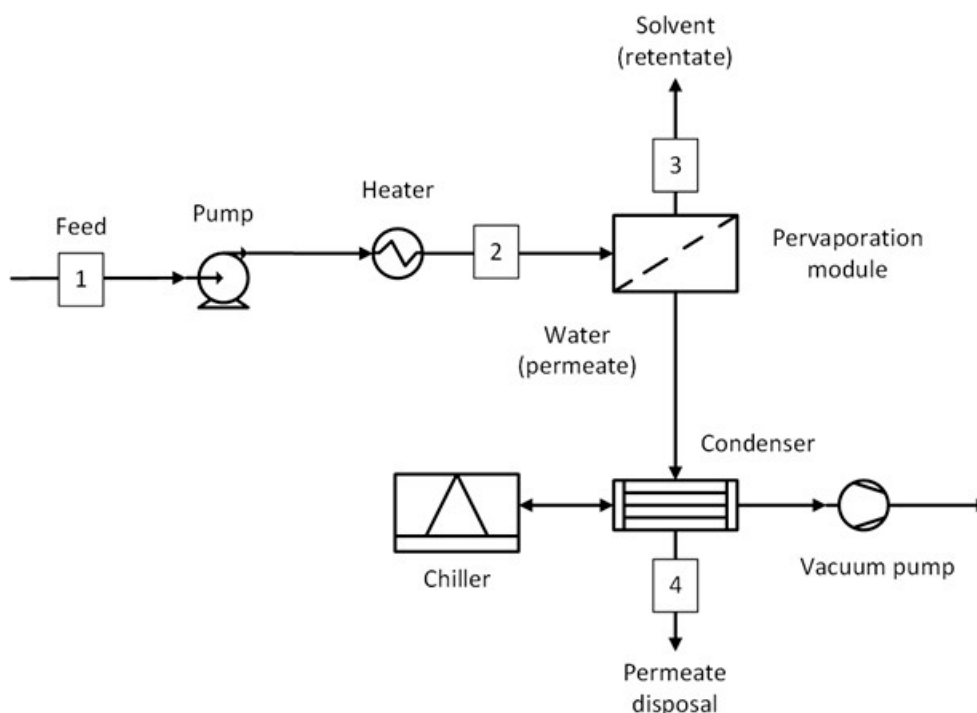 Solvent
(retentate)
3
Heater
Pump
Feed
1
2
Pervaporation
module
Water
(permeate)
Condenser
Chiller
Vacuum pump
4
Permeate
disposal